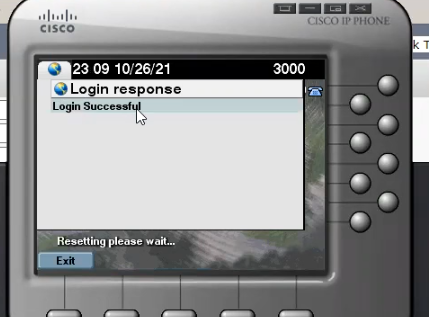 CISCO
CISCO IP PHONE
k T
23 09 10/26/21 3000
Login response
Login Successful
Resetting please wait...
Exit